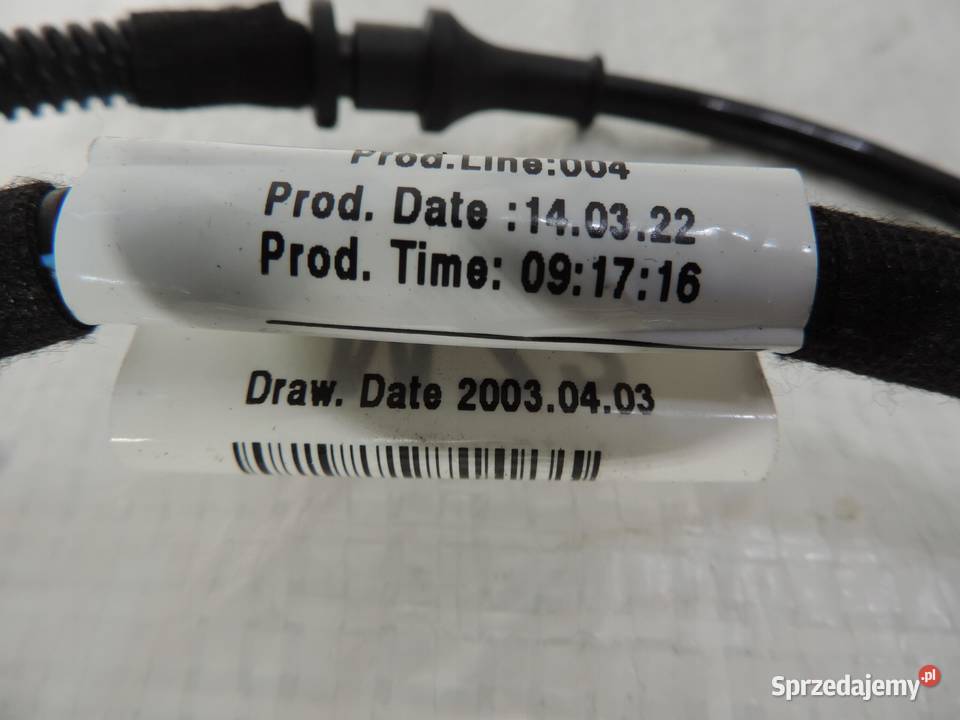 Prod.Line:004
Prod. Date :14.03.22
Prod. Time: 09:17:16
Draw. Date 2003.04.03
Sprzedajemy.pl